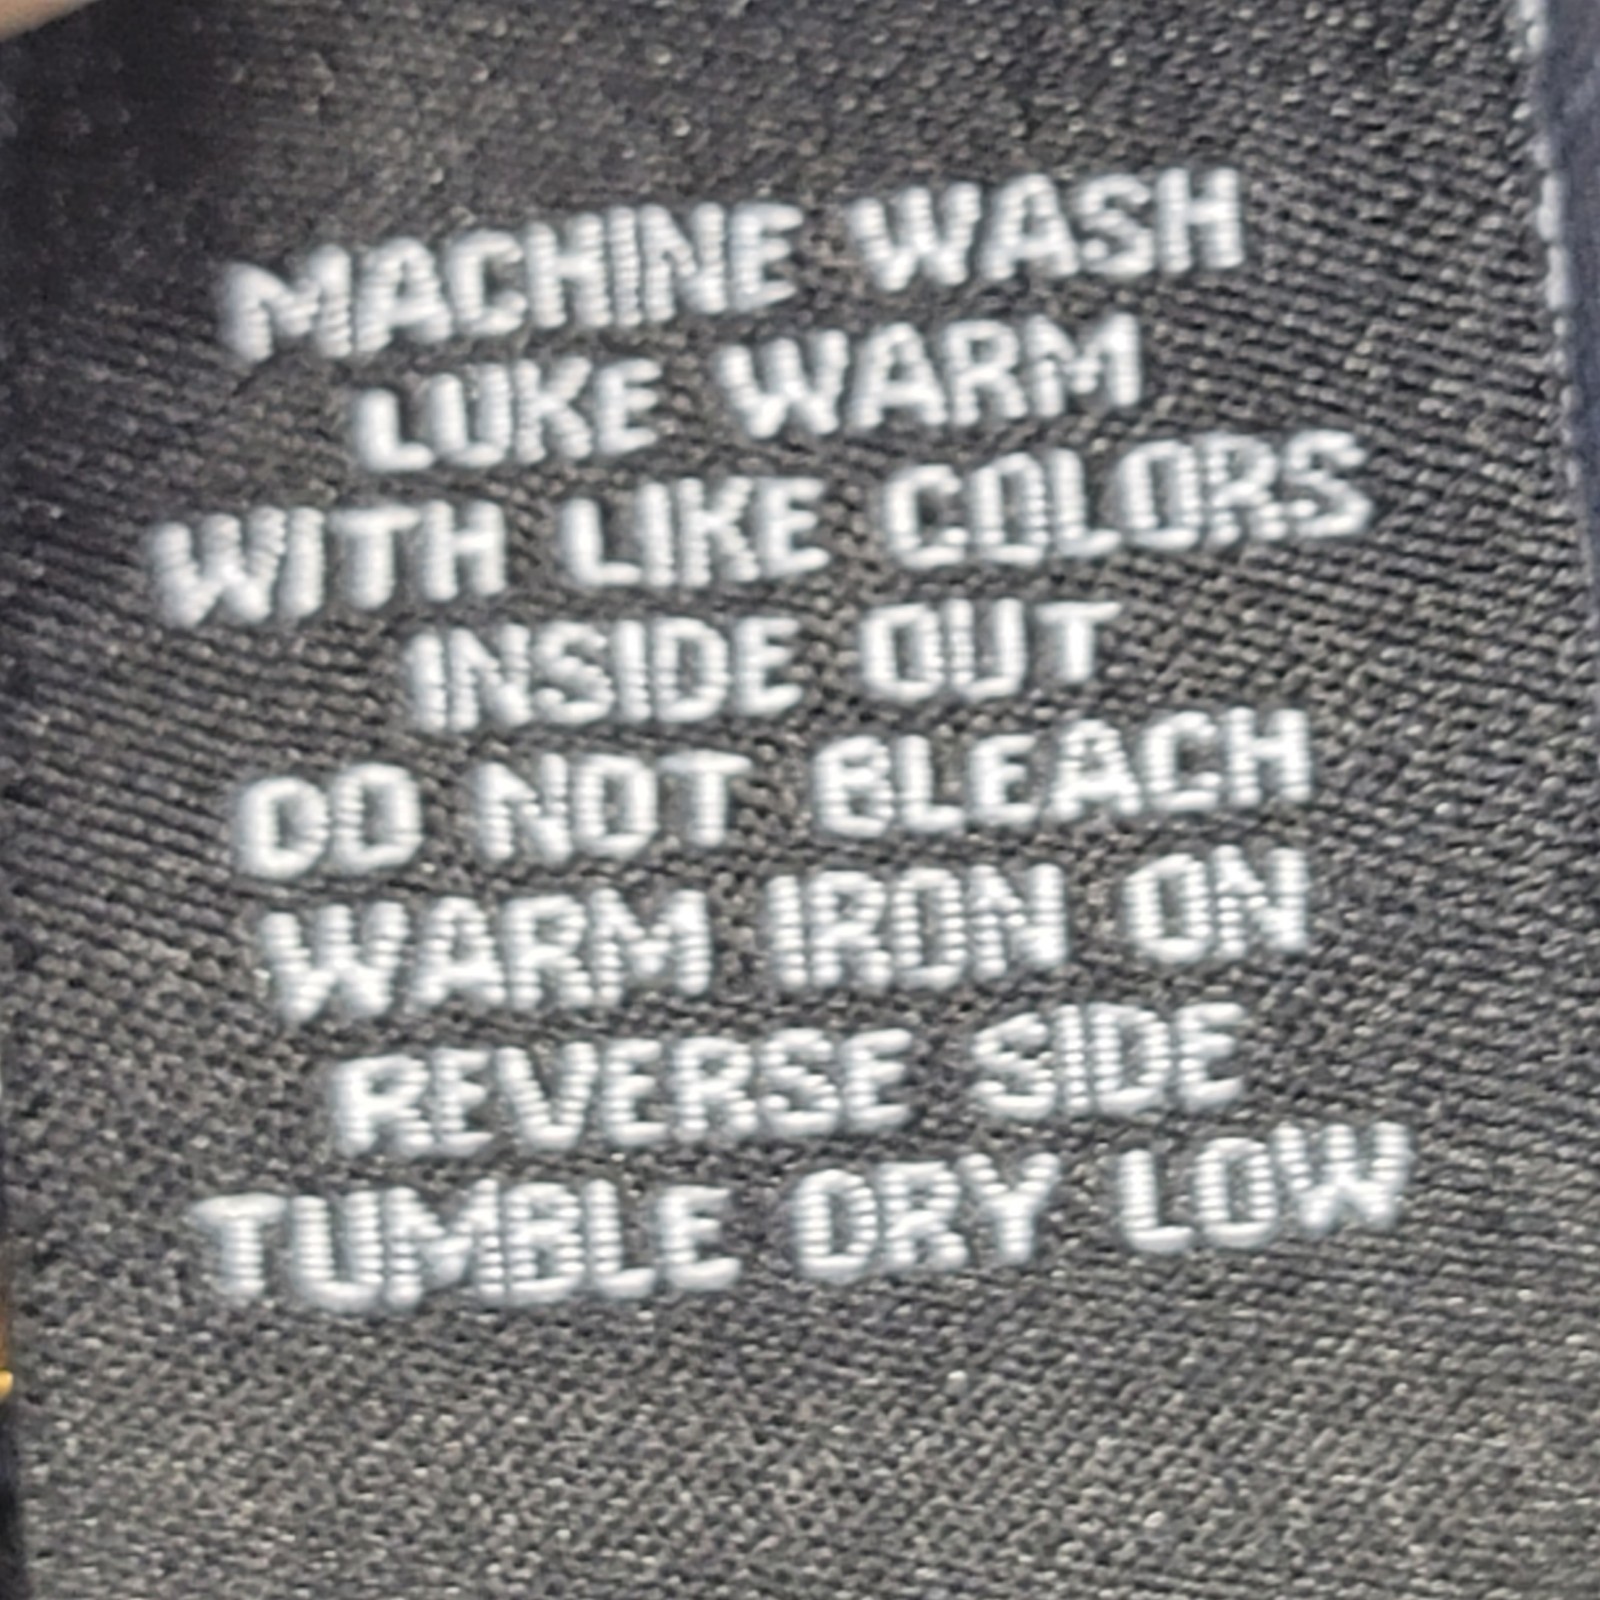 MACHINE WASH
LUKE WARM
WITH LIKE COLORS
INSIDE OUT
DO NOT BLEACH
WARM IRON ON
REVERSE SIDE
TUMBLE DRY LOW